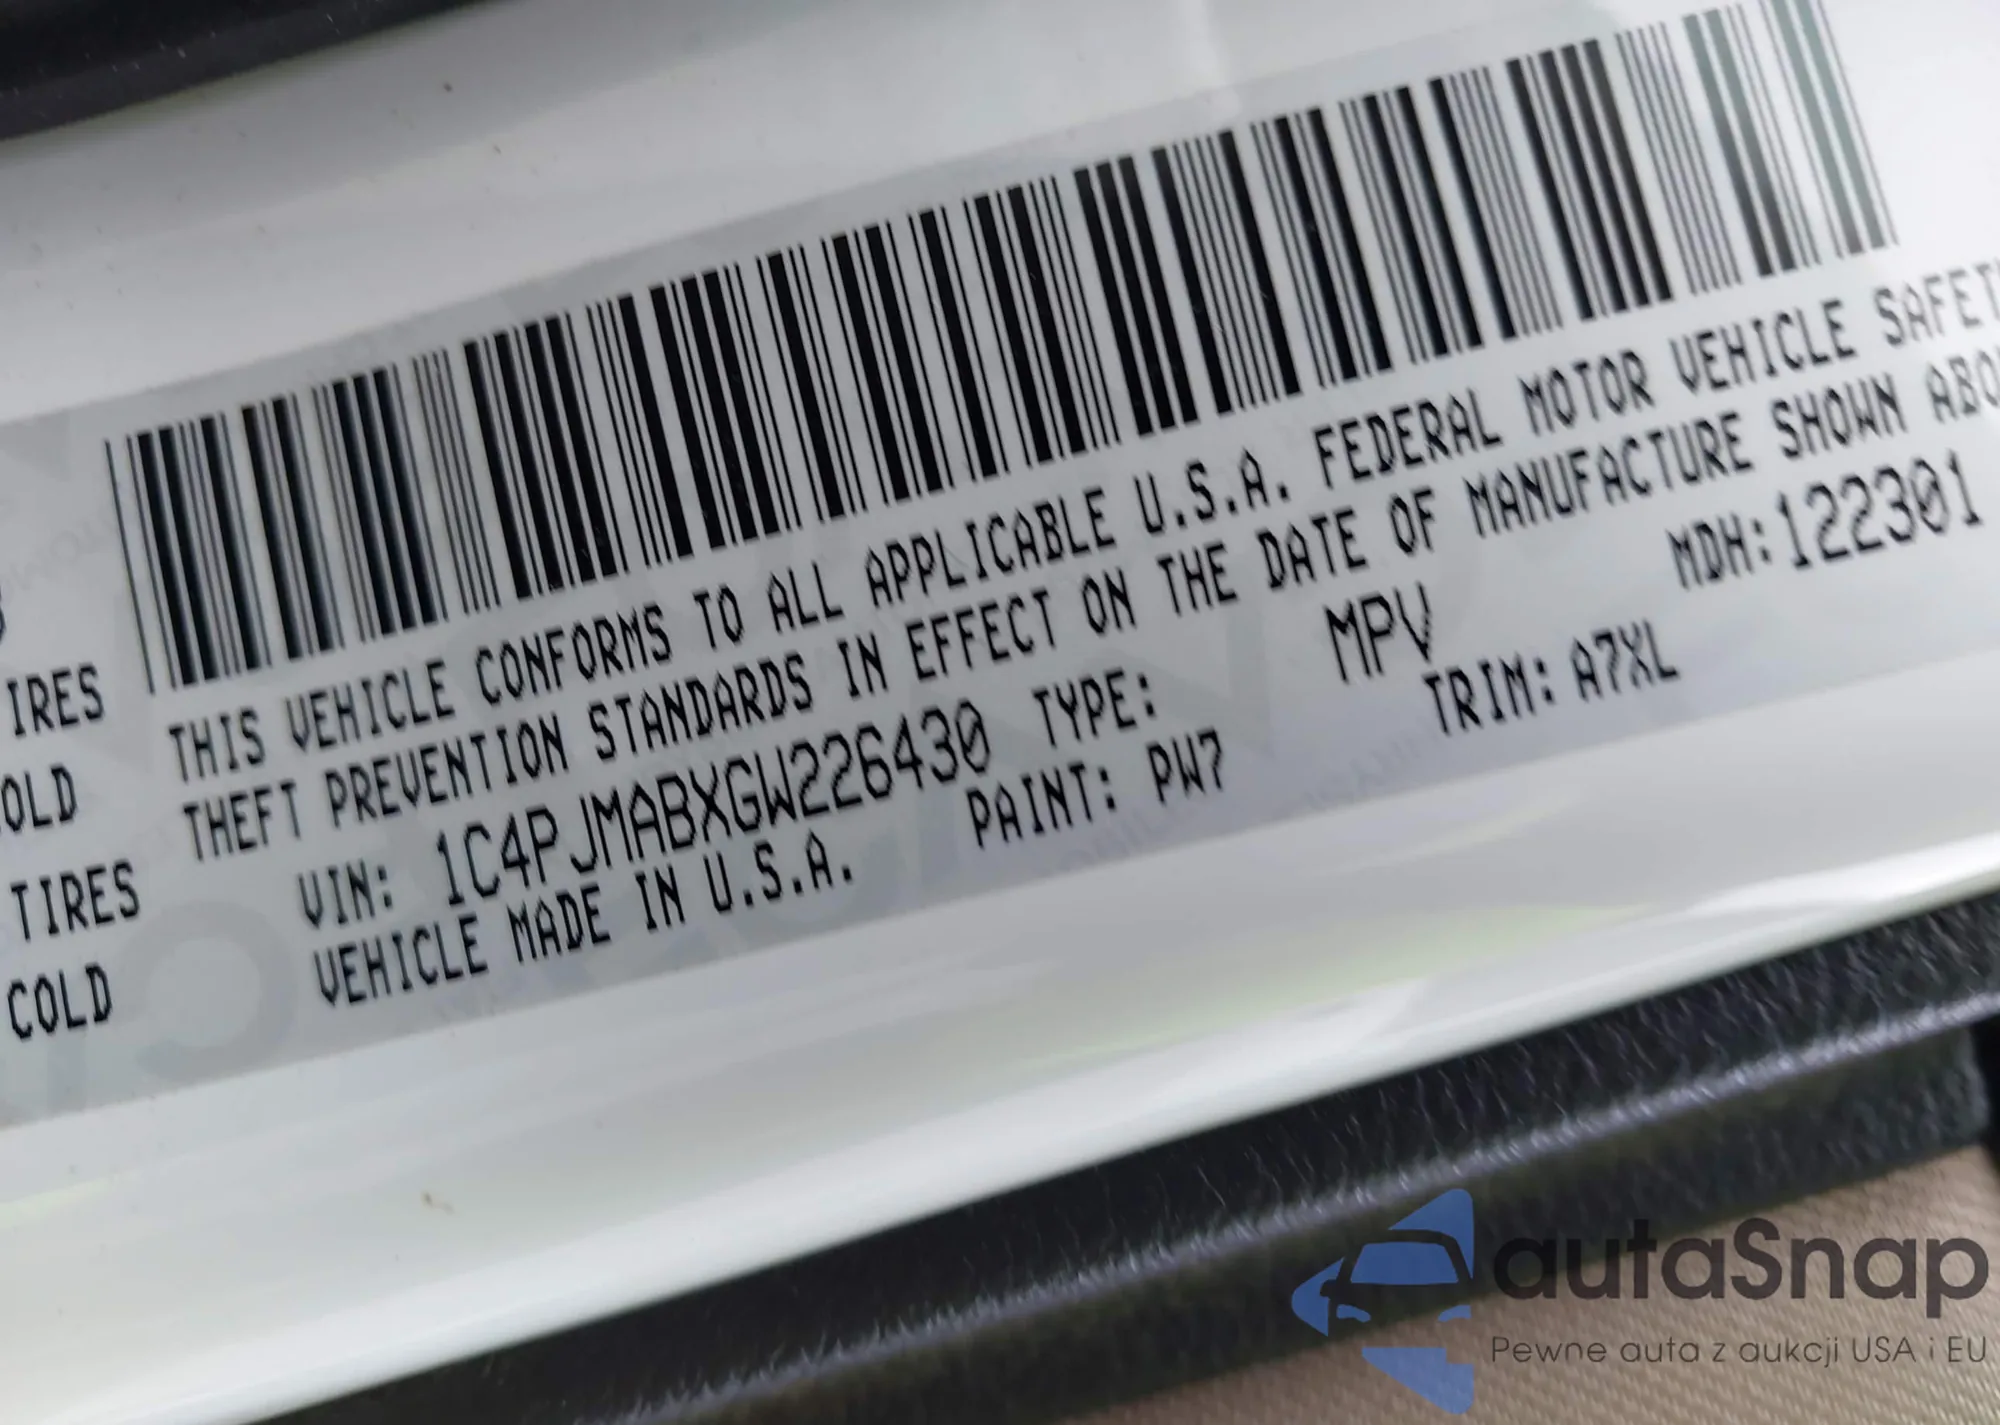 THIS VEHICLE CONFORMS TO ALL APPLICABLE U.S.A. FEDERAL MOTOR VEHICLE SAFET
THEFT PREVENTION STANDARDS IN EFFECT ON THE DATE OF MANUFACTURE SHOWN ABO
VIN: 1C4PJMABXGW226430 TYPE: MPV MDH:122301
VEHICLE MADE IN U.S.A. PAINT: PW7 TRIM: A7XL
IRES
OLD
TIRES
COLD
autaSnap
Pewne auta z aukcji USA i EU